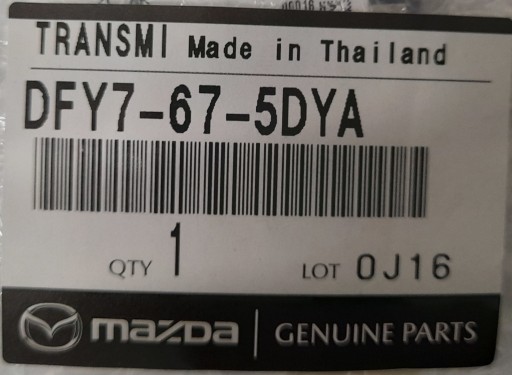 TRANSMI Made in Thailand
DFY7-67-5DYA
QTY 1 LOT 0J16
mazda GENUINE PARTS